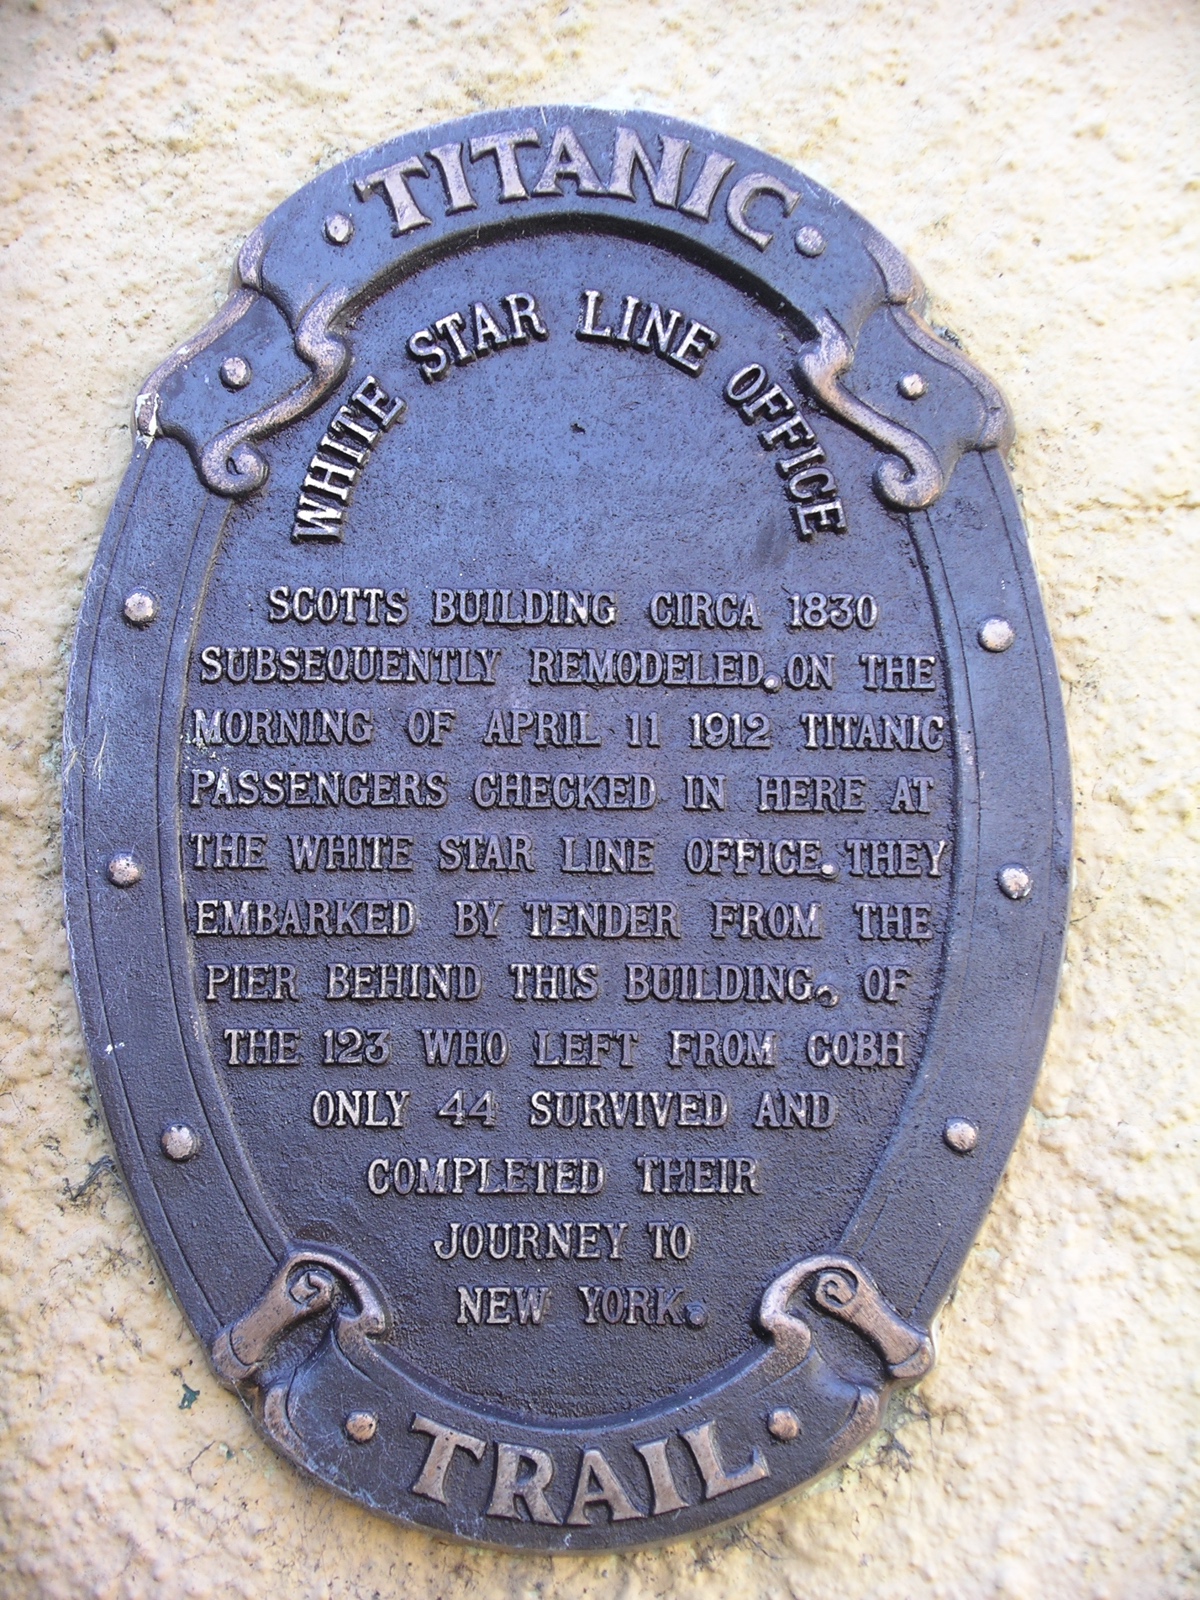 · TITANIC ·
WHITE STAR LINE OFFICE
SCOTTS BUILDING CIRCA 1830
SUBSEQUENTLY REMODELED. ON THE
MORNING OF APRIL 11 1912 TITANIC
PASSENGERS CHECKED IN HERE AT
THE WHITE STAR LINE OFFICE. THEY
EMBARKED BY TENDER FROM THE
PIER BEHIND THIS BUILDING. OF
THE 123 WHO LEFT FROM COBH
ONLY 44 SURVIVED AND
COMPLETED THEIR
JOURNEY TO
NEW YORK.
· TRAIL ·